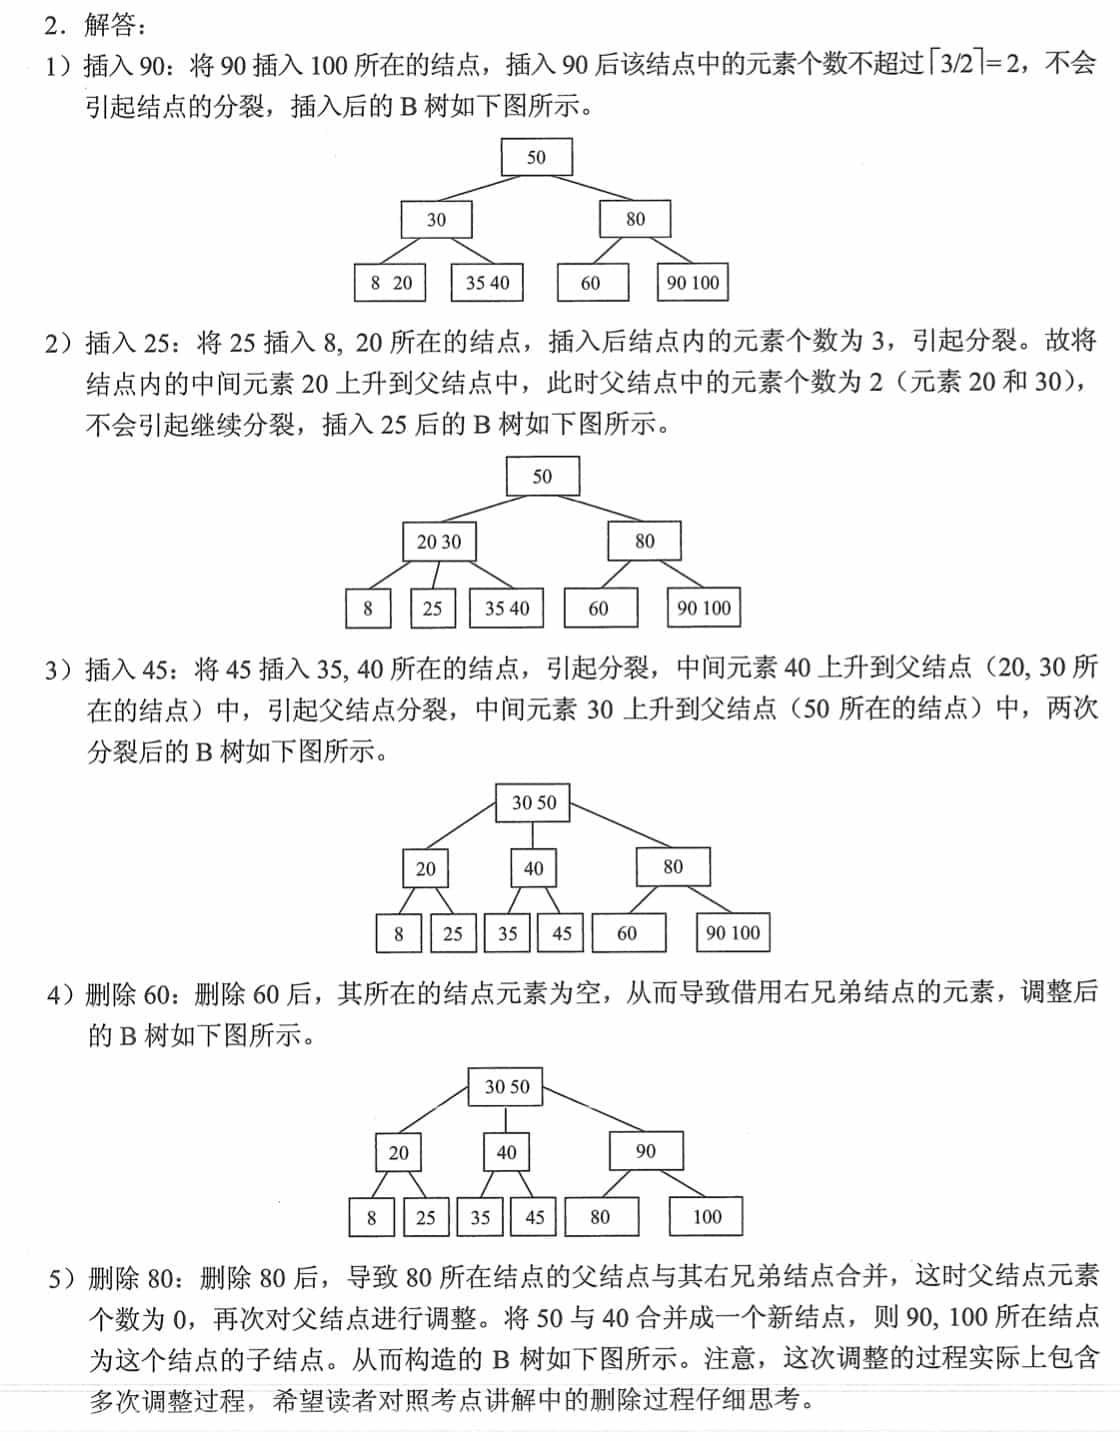 2．解答：
1）插入 90：将 90 插入 100 所在的结点，插入 90 后该结点中的元素个数不超过⌈3/2⌉= 2，不会
引起结点的分裂，插入后的 B 树如下图所示。
50
30
80
8 20
35 40
60
90 100
2）插入 25：将 25 插入 8, 20 所在的结点，插入后结点内的元素个数为 3，引起分裂。故将
结点内的中间元素 20 上升到父结点中，此时父结点中的元素个数为 2（元素 20 和 30），
不会引起继续分裂，插入 25 后的 B 树如下图所示。
50
20 30
80
8
25
35 40
60
90 100
3）插入 45：将 45 插入 35, 40 所在的结点，引起分裂，中间元素 40 上升到父结点（20, 30 所
在的结点）中，引起父结点分裂，中间元素 30 上升到父结点（50 所在的结点）中，两次
分裂后的 B 树如下图所示。
30 50
20
40
80
8
25
35
45
60
90 100
4）删除 60：删除 60 后，其所在的结点元素为空，从而导致借用右兄弟结点的元素，调整后
的 B 树如下图所示。
30 50
20
40
90
8
25
35
45
80
100
5）删除 80：删除 80 后，导致 80 所在结点的父结点与其右兄弟结点合并，这时父结点元素
个数为 0，再次对父结点进行调整。将 50 与 40 合并成一个新结点，则 90, 100 所在结点
为这个结点的子结点。从而构造的 B 树如下图所示。注意，这次调整的过程实际上包含
多次调整过程，希望读者对照考点讲解中的删除过程仔细思考。